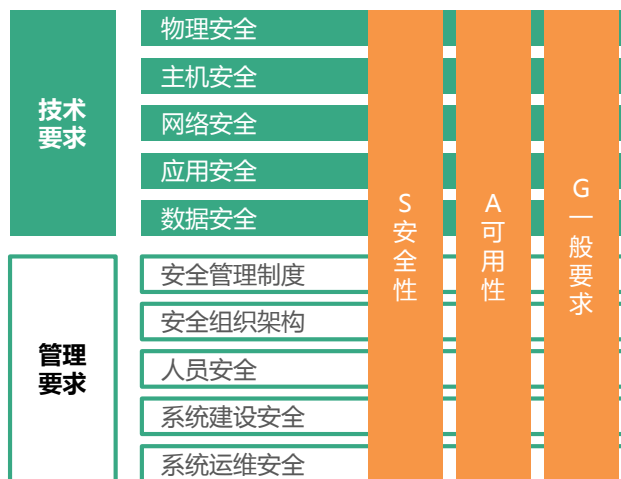 技术
要求
物理安全
主机安全
网络安全
应用安全
数据安全
管理
要求
安全管理制度
安全组织架构
人员安全
系统建设安全
系统运维安全
S安全性
A可用性
G一般要求